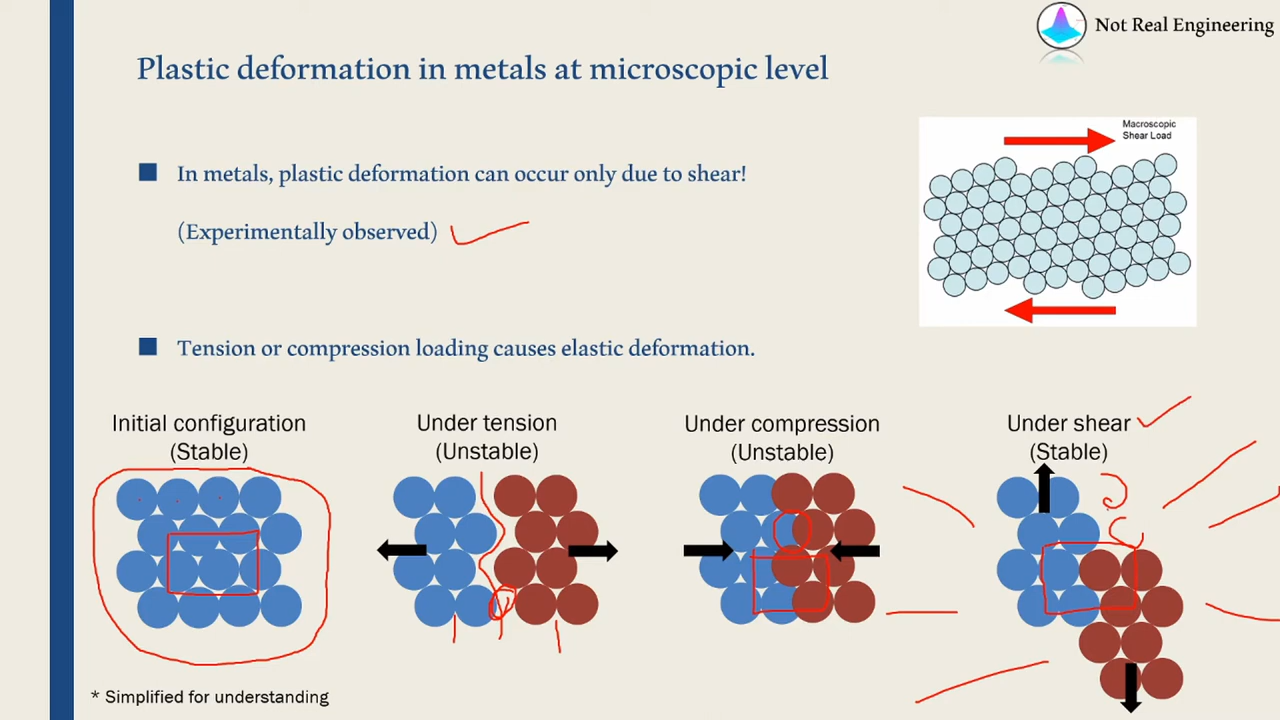 Not Real Engineering
Plastic deformation in metals at microscopic level
Macroscopic
Shear Load
In metals, plastic deformation can occur only due to shear!
(Experimentally observed)
Tension or compression loading causes elastic deformation.
Initial configuration
(Stable)
Under tension
(Unstable)
Under compression
(Unstable)
Under shear
(Stable)
* Simplified for understanding